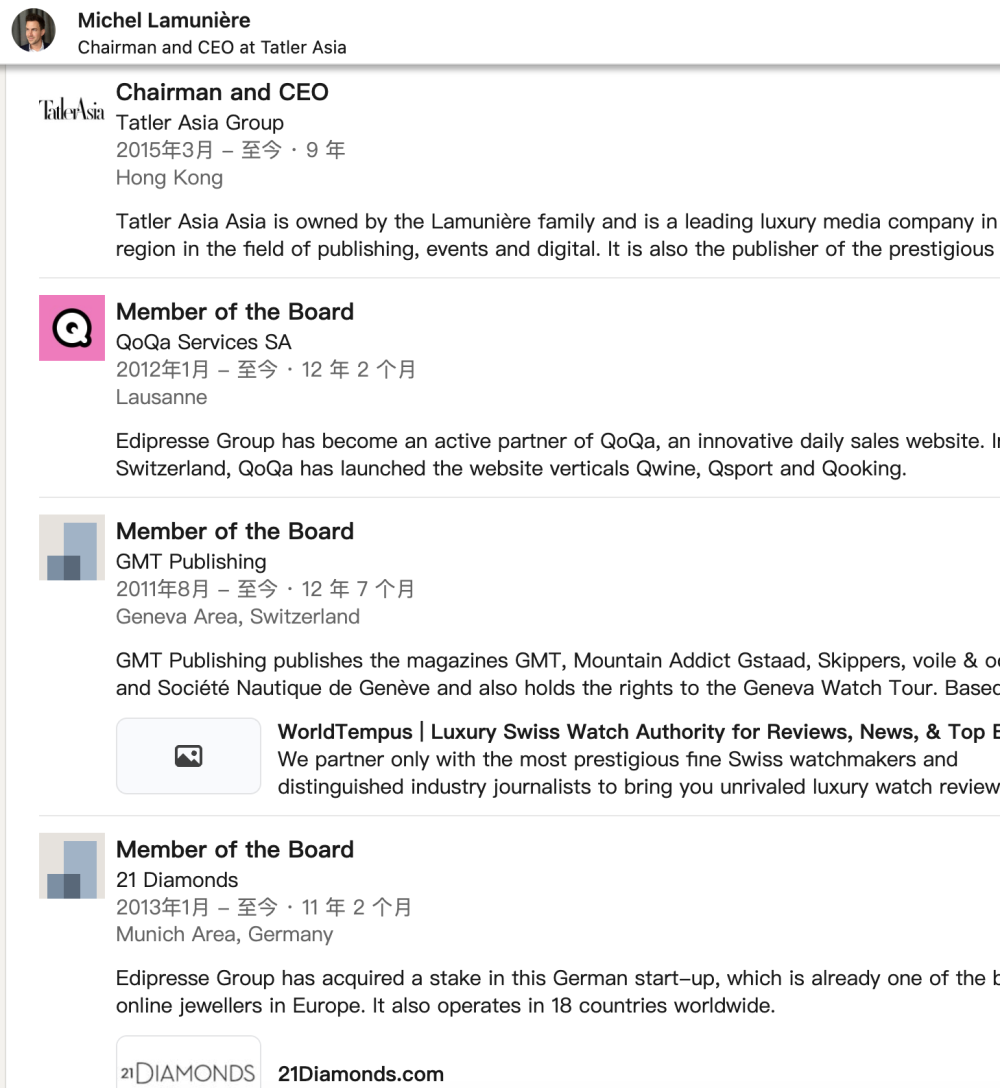 Michel Lamunière
Chairman and CEO at Tatler Asia
TatlerAsia
Chairman and CEO
Tatler Asia Group
2015年3月 – 至今 · 9 年
Hong Kong
Tatler Asia Asia is owned by the Lamunière family and is a leading luxury media company in
region in the field of publishing, events and digital. It is also the publisher of the prestigious
Q
Member of the Board
QoQa Services SA
2012年1月 – 至今 · 12 年 2 个月
Lausanne
Edipresse Group has become an active partner of QoQa, an innovative daily sales website.
Switzerland, QoQa has launched the website verticals Qwine, Qsport and Qooking.
Member of the Board
GMT Publishing
2011年8月 – 至今 · 12 年 7 个月
Geneva Area, Switzerland
GMT Publishing publishes the magazines GMT, Mountain Addict Gstaad, Skippers, voile &
and Société Nautique de Genève and also holds the rights to the Geneva Watch Tour. Based
WorldTempus | Luxury Swiss Watch Authority for Reviews, News, & Top
We partner only with the most prestigious fine Swiss watchmakers and
distinguished industry journalists to bring you unrivaled luxury watch review
Member of the Board
21 Diamonds
2013年1月 – 至今 · 11 年 2 个月
Munich Area, Germany
Edipresse Group has acquired a stake in this German start-up, which is already one of the
online jewellers in Europe. It also operates in 18 countries worldwide.
21DIAMONDS
21Diamonds.com